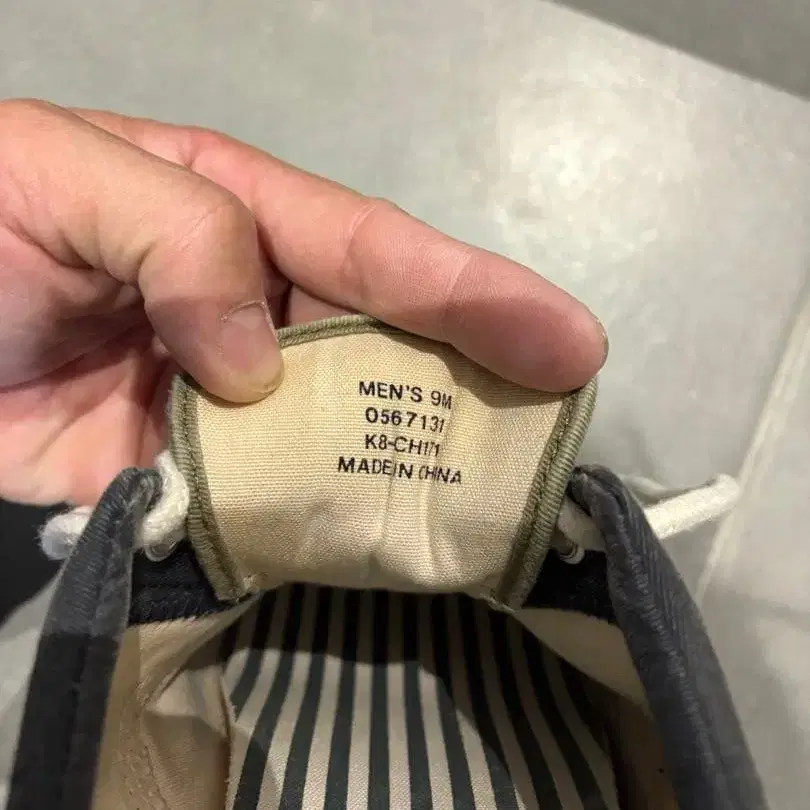 MEN'S 9M
0567131
K8-CH171
MADE IN CHINA